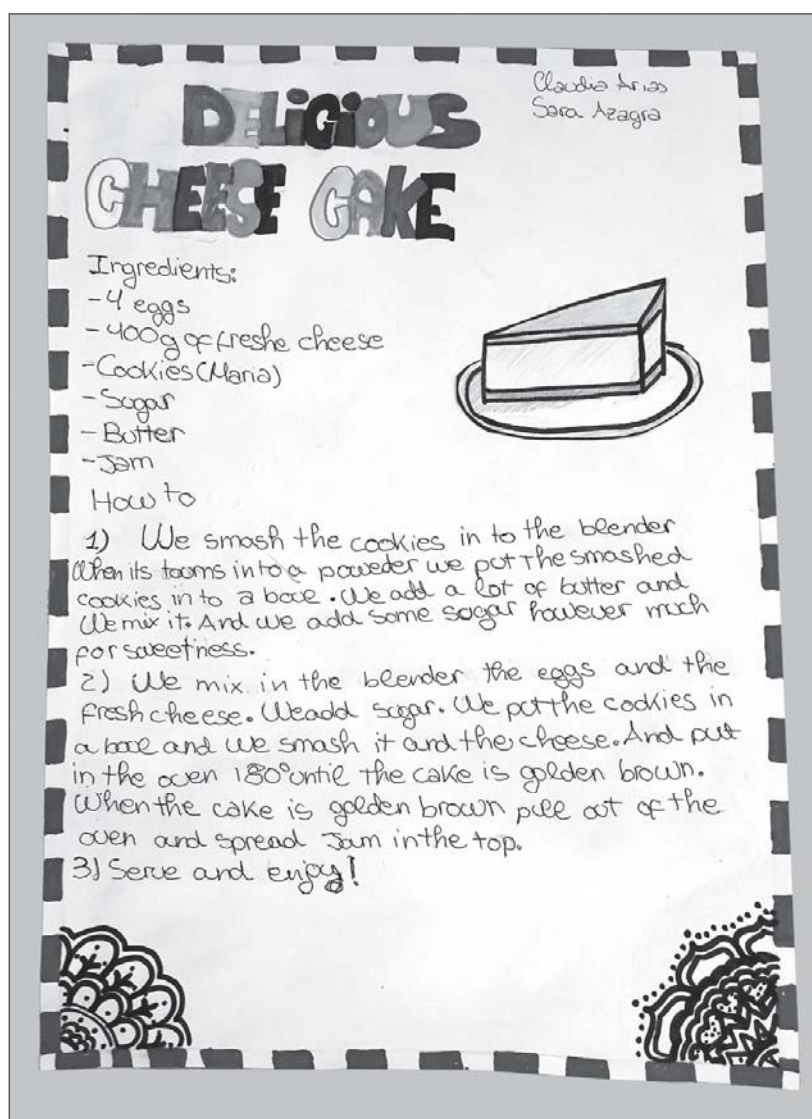 DELiCiOUS
CHEESE CAKE
Claudia Arias
Sara Azagra
Ingredients:
- 4 eggs
- 400g of freshe cheese
- Cookies (Maria)
- Sogar
- Butter
- Jam
How to
1) We smash the cookies in to the blender
When its tourns into a poweder we put the smashed
cookies in to a bowe. We add a lot of butter and
We mix it. And we add some sogar however much
for sweetness.
2) We mix in the blender the eggs and the
fresh cheese. We add sogar. We put the cookies in
a bowe and we smash it and the cheese. And put
in the oven 180° until the cake is golden brown.
When the cake is golden brown pull out of the
oven and spread Jam in the top.
3) Serve and enjoy!